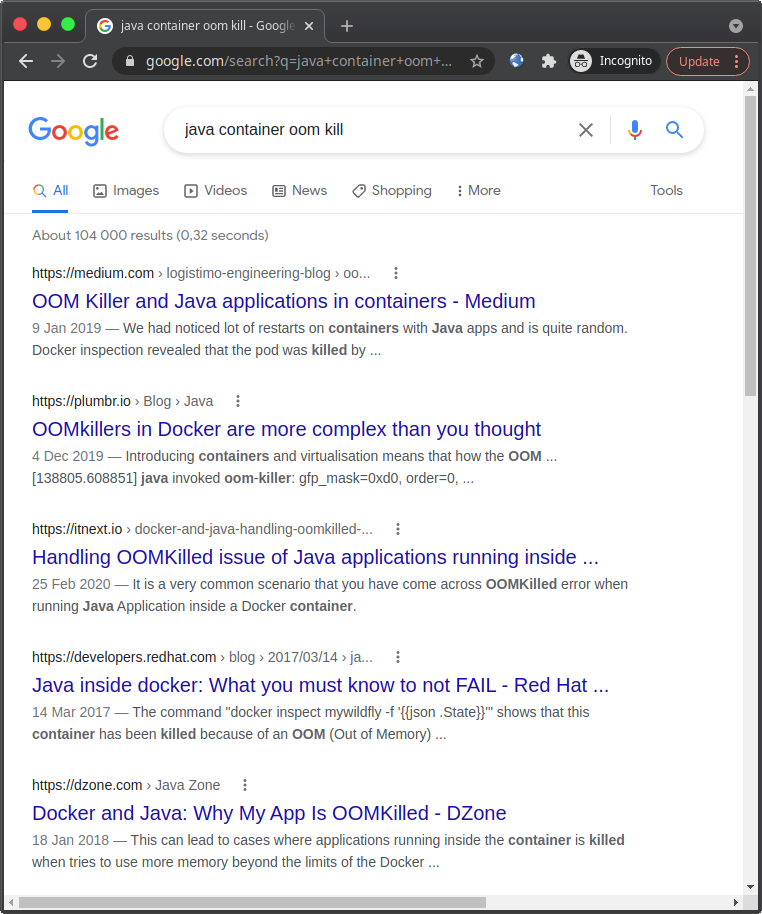 java container oom kill - Google
google.com/search?q=java+container+oom+...
Incognito
Update
Google
java container oom kill
All
Images
Videos
News
Shopping
More
Tools
About 104 000 results (0,32 seconds)
https://medium.com › logistimo-engineering-blog › oo...
OOM Killer and Java applications in containers - Medium
9 Jan 2019 — We had noticed lot of restarts on containers with Java apps and is quite random.
Docker inspection revealed that the pod was killed by ...
https://plumbr.io › Blog › Java
OOMkillers in Docker are more complex than you thought
4 Dec 2019 — Introducing containers and virtualisation means that how the OOM ...
[138805.608851] java invoked oom-killer: gfp_mask=0xd0, order=0, ...
https://itnext.io › docker-and-java-handling-oomkilled-...
Handling OOMKilled issue of Java applications running inside ...
25 Feb 2020 — It is a very common scenario that you have come across OOMKilled error when
running Java Application inside a Docker container.
https://developers.redhat.com › blog › 2017/03/14 › ja...
Java inside docker: What you must know to not FAIL - Red Hat ...
14 Mar 2017 — The command "docker inspect mywildfly -f '{{json .State}}'" shows that this
container has been killed because of an OOM (Out of Memory) ...
https://dzone.com › Java Zone
Docker and Java: Why My App Is OOMKilled - DZone
18 Jan 2018 — This can lead to cases where applications running inside the container is killed
when tries to use more memory beyond the limits of the Docker ...